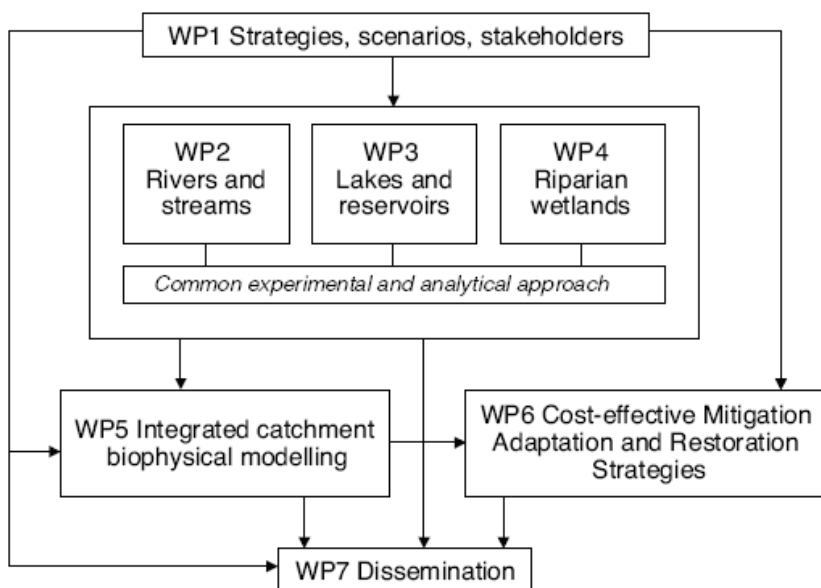 WP1 Strategies, scenarios, stakeholders
WP2
Rivers and
streams
WP3
Lakes and
reservoirs
WP4
Riparian
wetlands
Common experimental and analytical approach
WP5 Integrated catchment
biophysical modelling
WP6 Cost-effective Mitigation
Adaptation and Restoration
Strategies
WP7 Dissemination